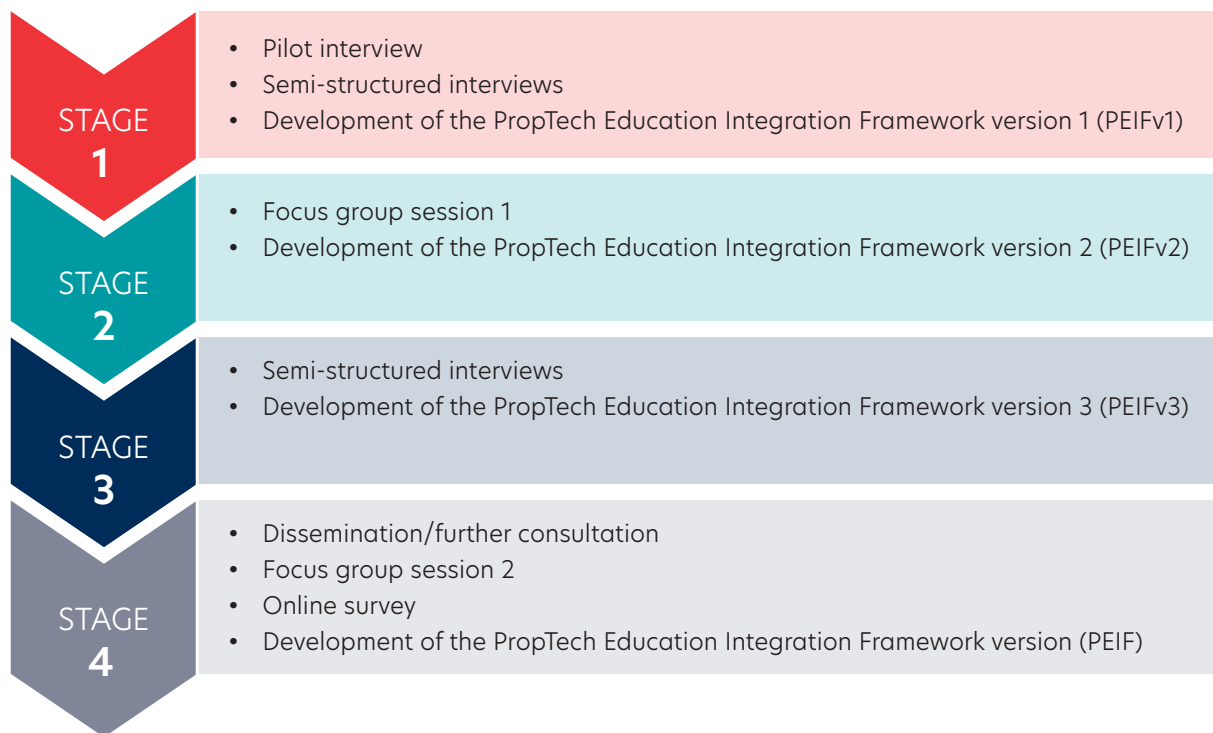 STAGE
1
• Pilot interview
• Semi-structured interviews
• Development of the PropTech Education Integration Framework version 1 (PEIFv1)
STAGE
2
• Focus group session 1
• Development of the PropTech Education Integration Framework version 2 (PEIFv2)
STAGE
3
• Semi-structured interviews
• Development of the PropTech Education Integration Framework version 3 (PEIFv3)
STAGE
4
• Dissemination/further consultation
• Focus group session 2
• Online survey
• Development of the PropTech Education Integration Framework version (PEIF)